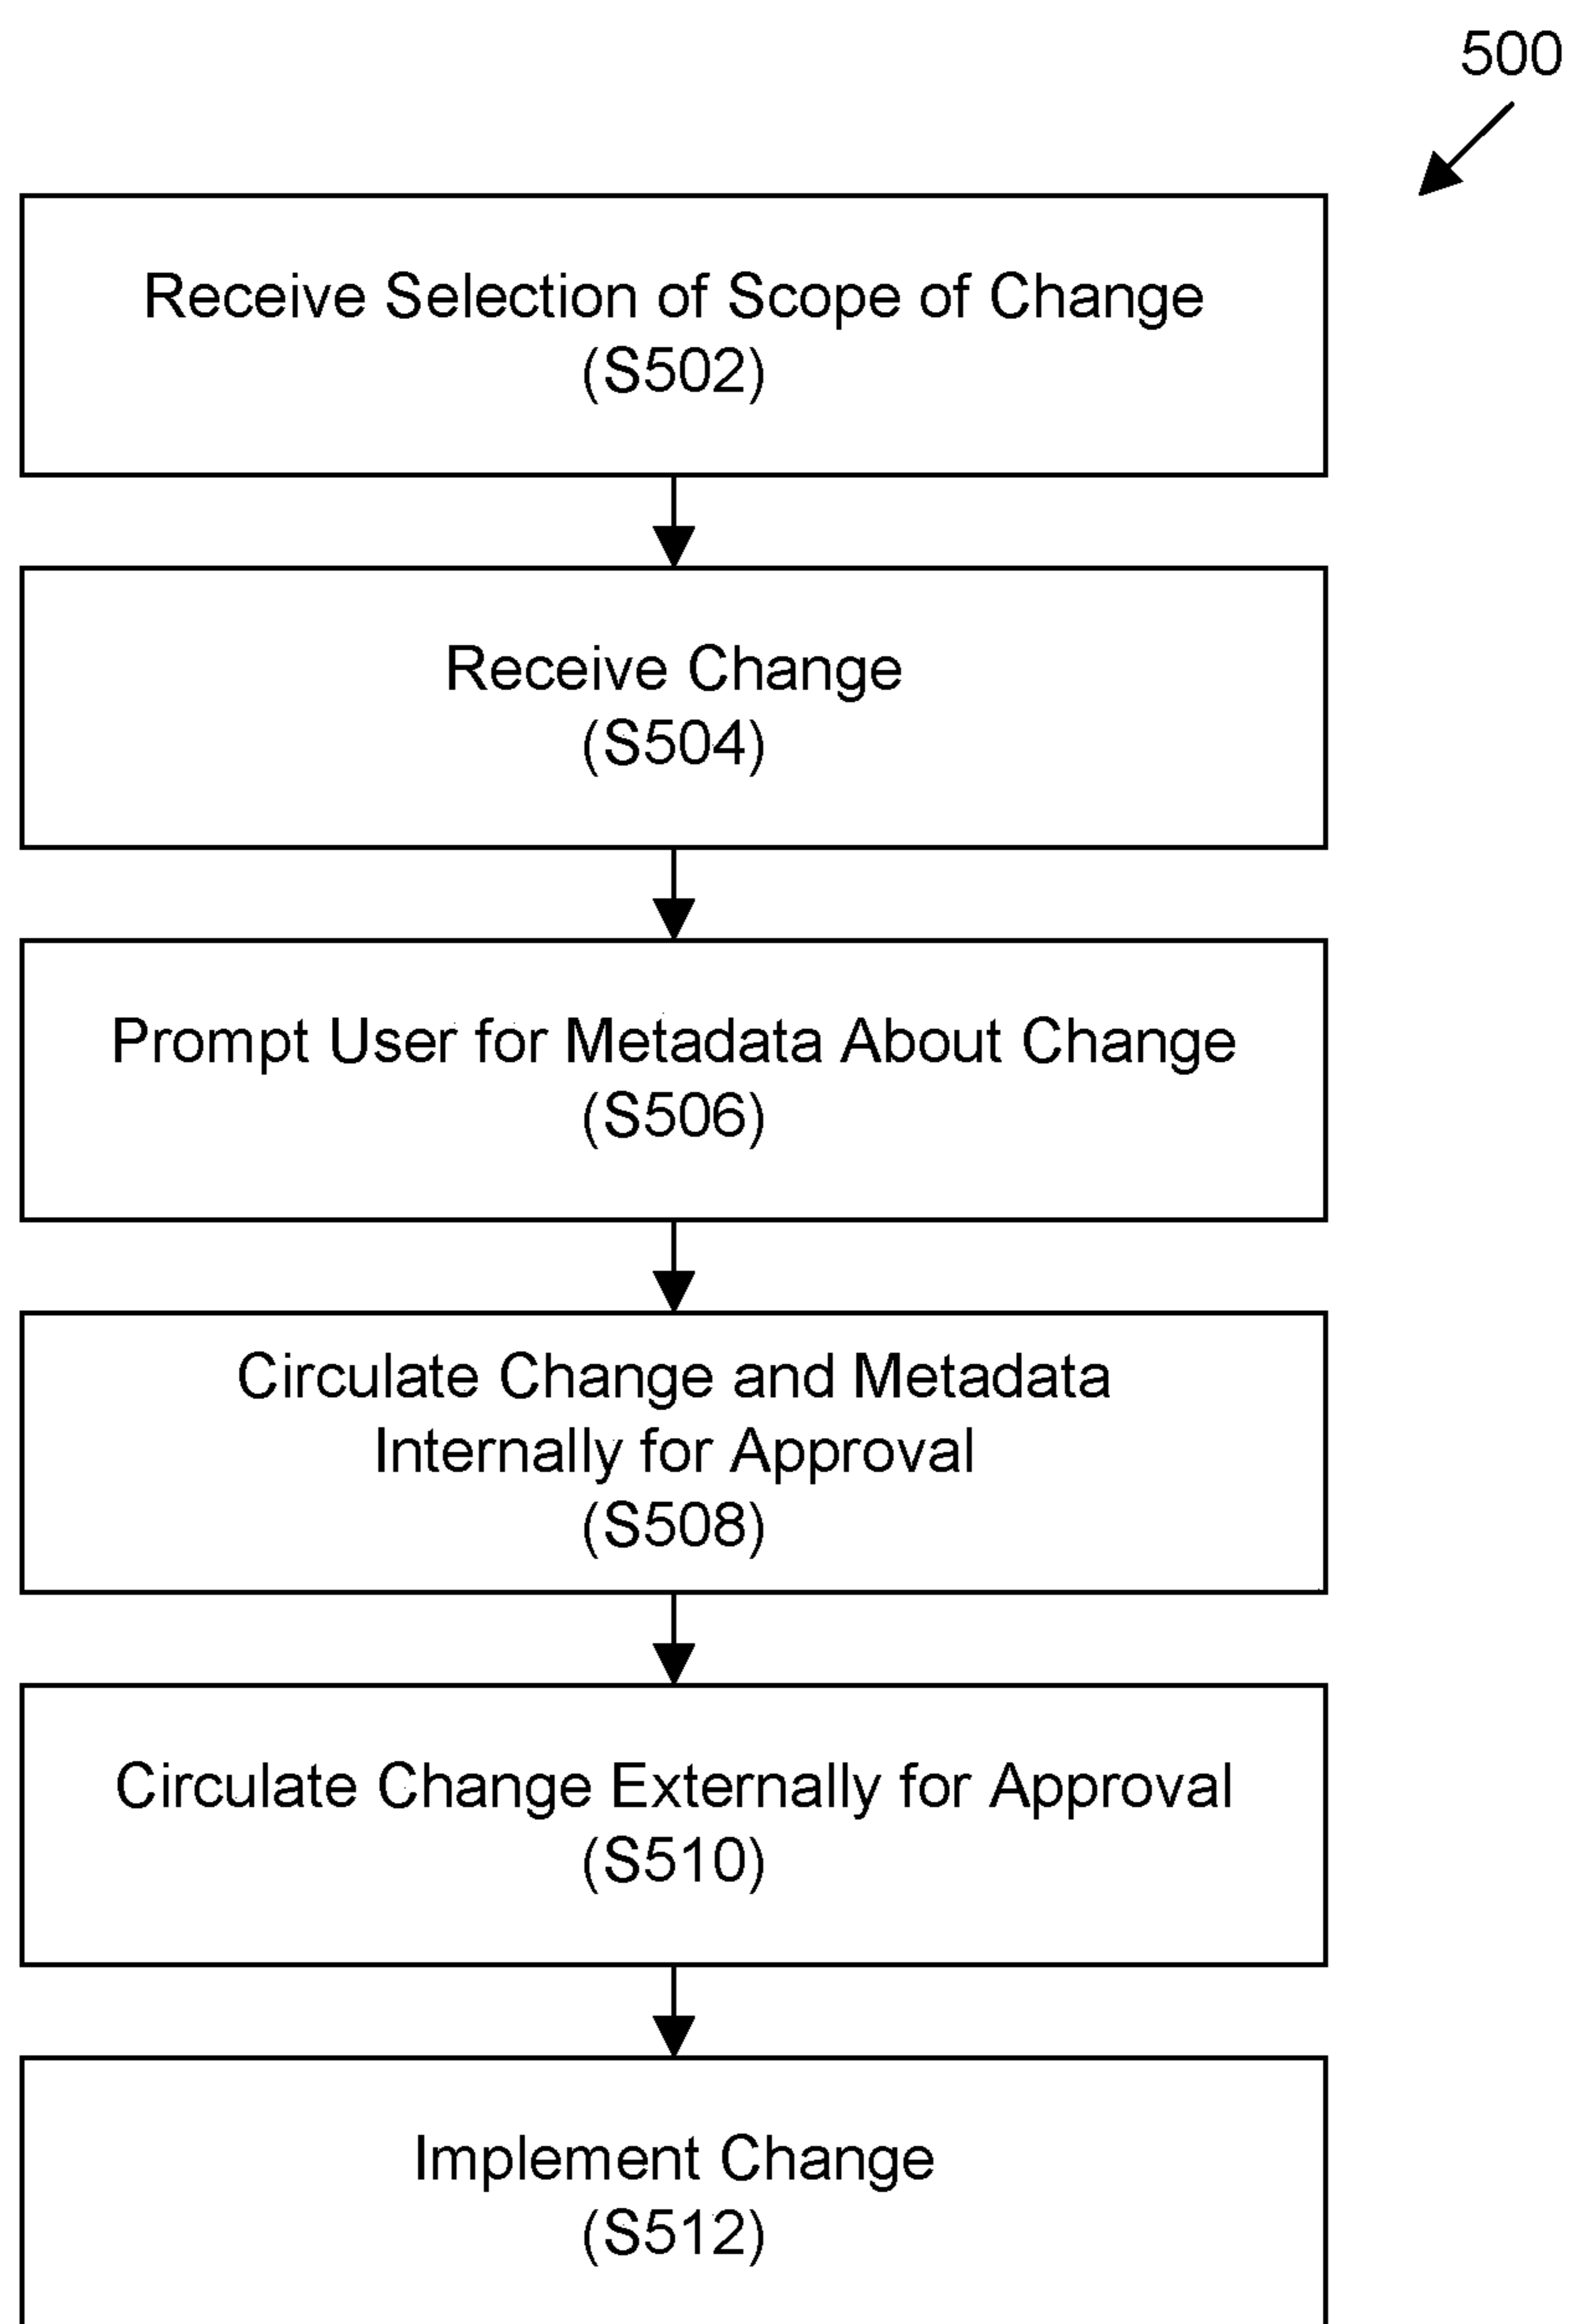 500
Receive Selection of Scope of Change
(S502)
Receive Change
(S504)
Prompt User for Metadata About Change
(S506)
Circulate Change and Metadata
Internally for Approval
(S508)
Circulate Change Externally for Approval
(S510)
Implement Change
(S512)